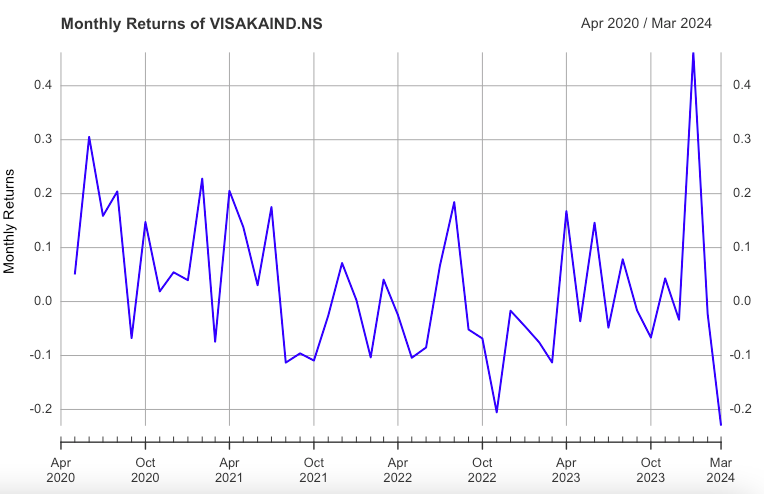 Monthly Returns of VISAKAIND.NS
Apr 2020 / Mar 2024
Monthly Returns
0.4
0.3
0.2
0.1
0.0
-0.1
-0.2
0.4
0.3
0.2
0.1
0.0
-0.1
-0.2
Apr
2020
Oct
2020
Apr
2021
Oct
2021
Apr
2022
Oct
2022
Apr
2023
Oct
2023
Mar
2024